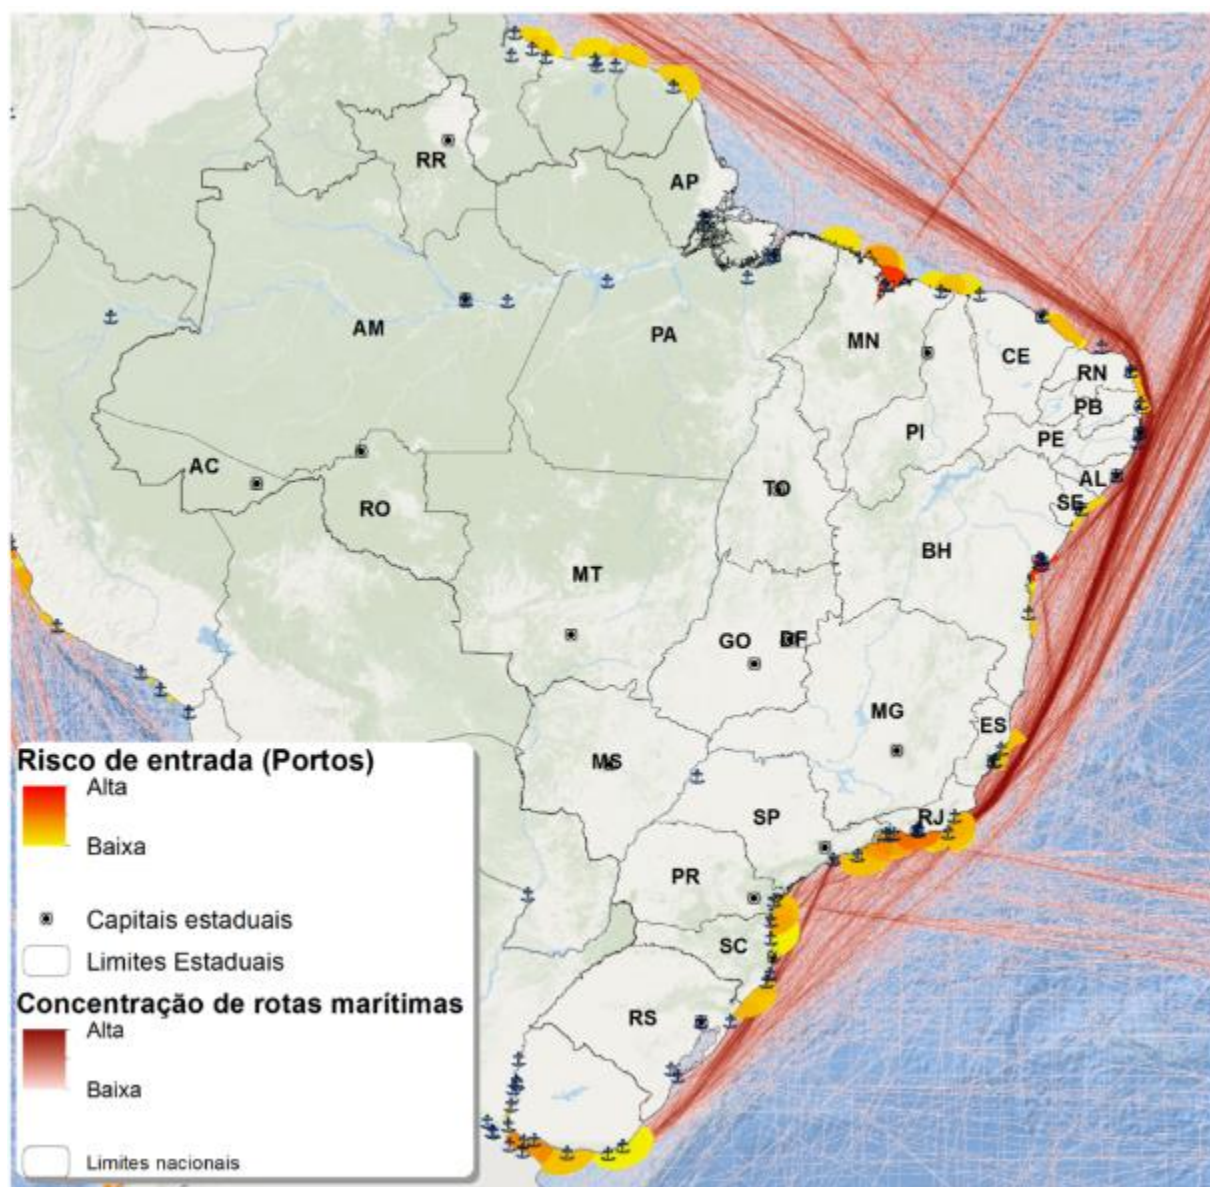 RR
AP
AM
PA
MN
CE
RN
PB
PI
PE
AC
AL
TO
SE
RO
BH
MT
GO
DF
MG
ES
MS
SP
RJ
PR
SC
RS
Risco de entrada (Portos)
Alta
Baixa
Capitais estaduais
Limites Estaduais
Concentração de rotas marítimas
Alta
Baixa
Limites nacionais